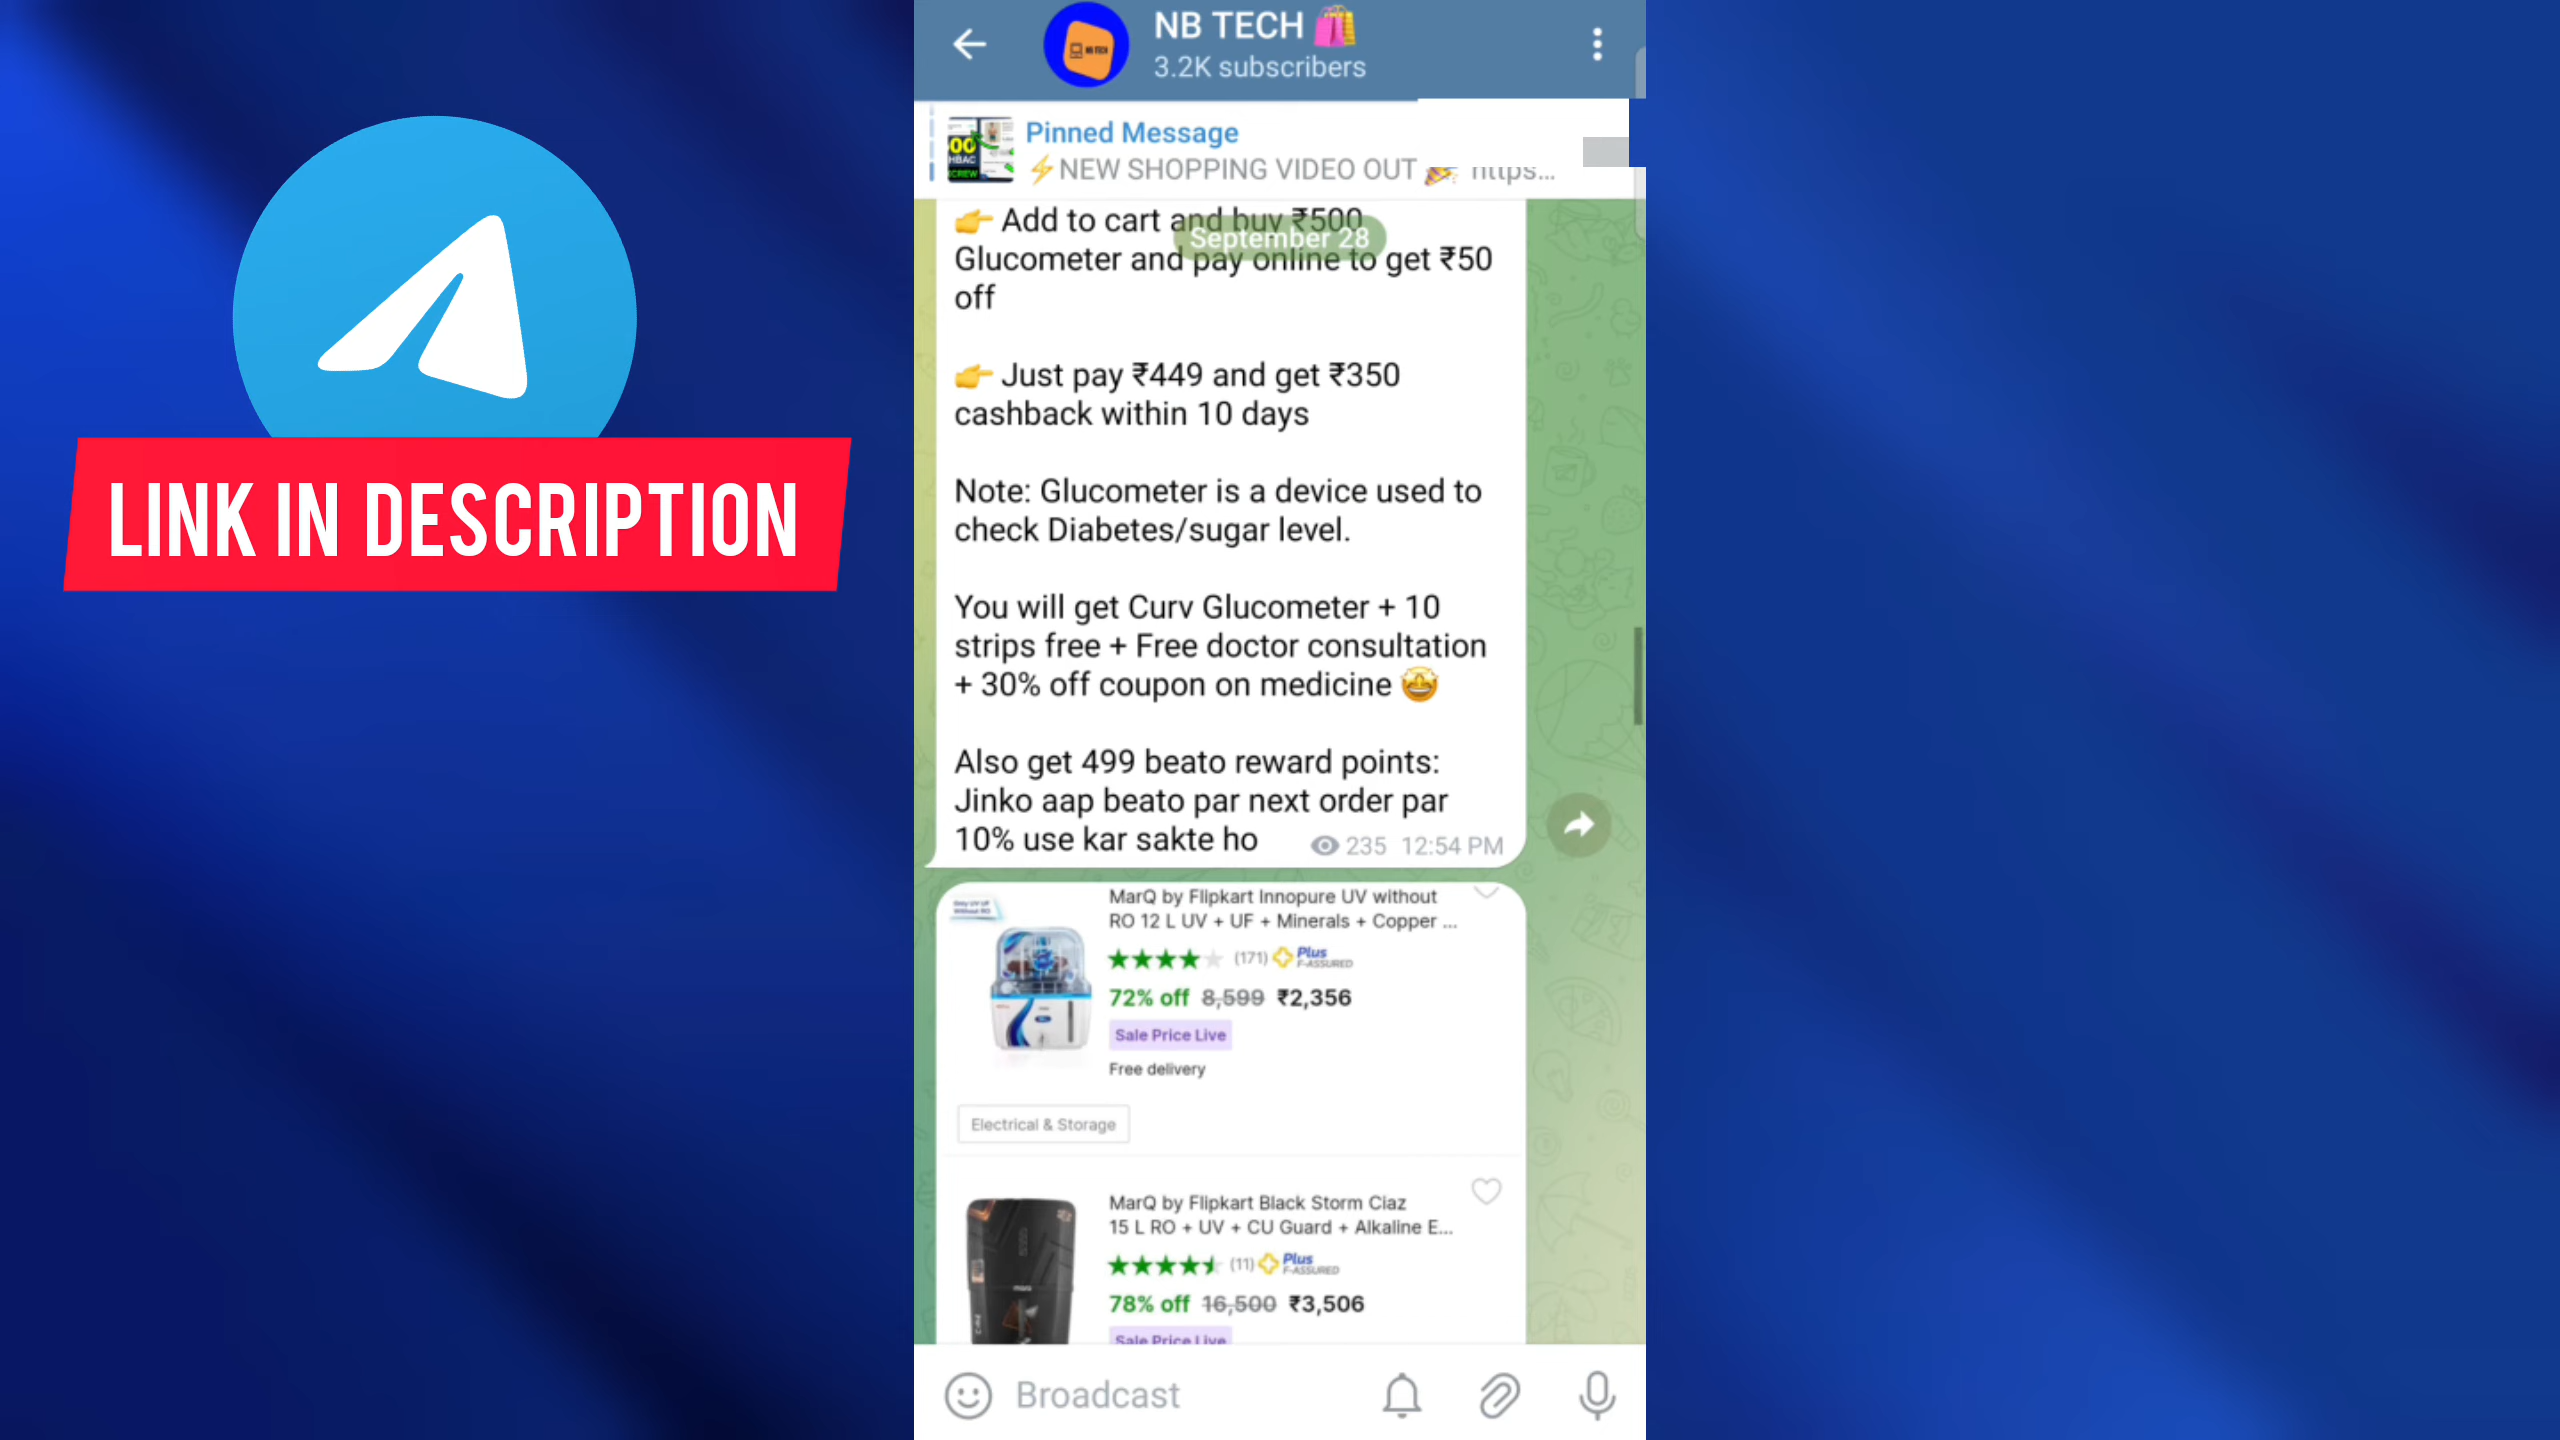 LINK IN DESCRIPTION
NB TECH
NB TECH 🛍️
3.2K subscribers
Pinned Message
⚡NEW SHOPPING VIDEO OUT 🎉 https...
👉 Add to cart and buy ₹500
September 28
Glucometer and pay online to get ₹50
off
👉 Just pay ₹449 and get ₹350
cashback within 10 days
Note: Glucometer is a device used to
check Diabetes/sugar level.
You will get Curv Glucometer + 10
strips free + Free doctor consultation
+ 30% off coupon on medicine 🤩
Also get 499 beato reward points:
Jinko aap beato par next order par
10% use kar sakte ho
235 12:54 PM
MarQ by Flipkart Innopure UV without
RO 12 L UV + UF + Minerals + Copper ...
(171) Plus
F-ASSURED
72% off 8,599 ₹2,356
Sale Price Live
Free delivery
Electrical & Storage
MarQ by Flipkart Black Storm Ciaz
15 L RO + UV + CU Guard + Alkaline E...
(11) Plus
F-ASSURED
78% off 16,500 ₹3,506
Sale Price Live
Broadcast